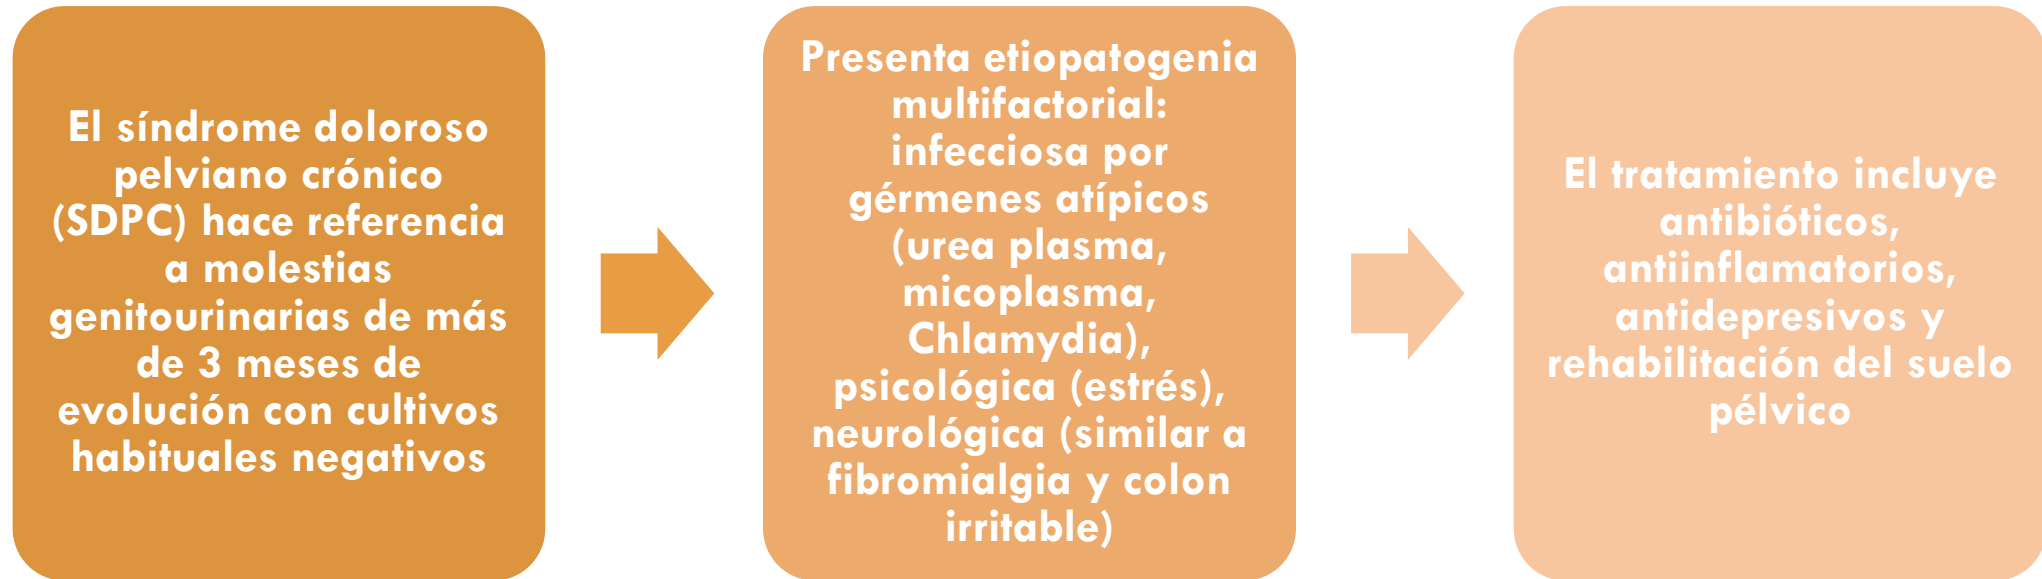 El síndrome doloroso
pelviano crónico
(SDPC) hace referencia
a molestias
genitourinarias de más
de 3 meses de
evolución con cultivos
habituales negativos
Presenta etiopatogenia
multifactorial:
infecciosa por
gérmenes atípicos
(urea plasma,
micoplasma,
Chlamydia),
psicológica (estrés),
neurológica (similar a
fibromialgia y colon
irritable)
El tratamiento incluye
antibióticos,
antiinflamatorios,
antidepresivos y
rehabilitación del suelo
pélvico